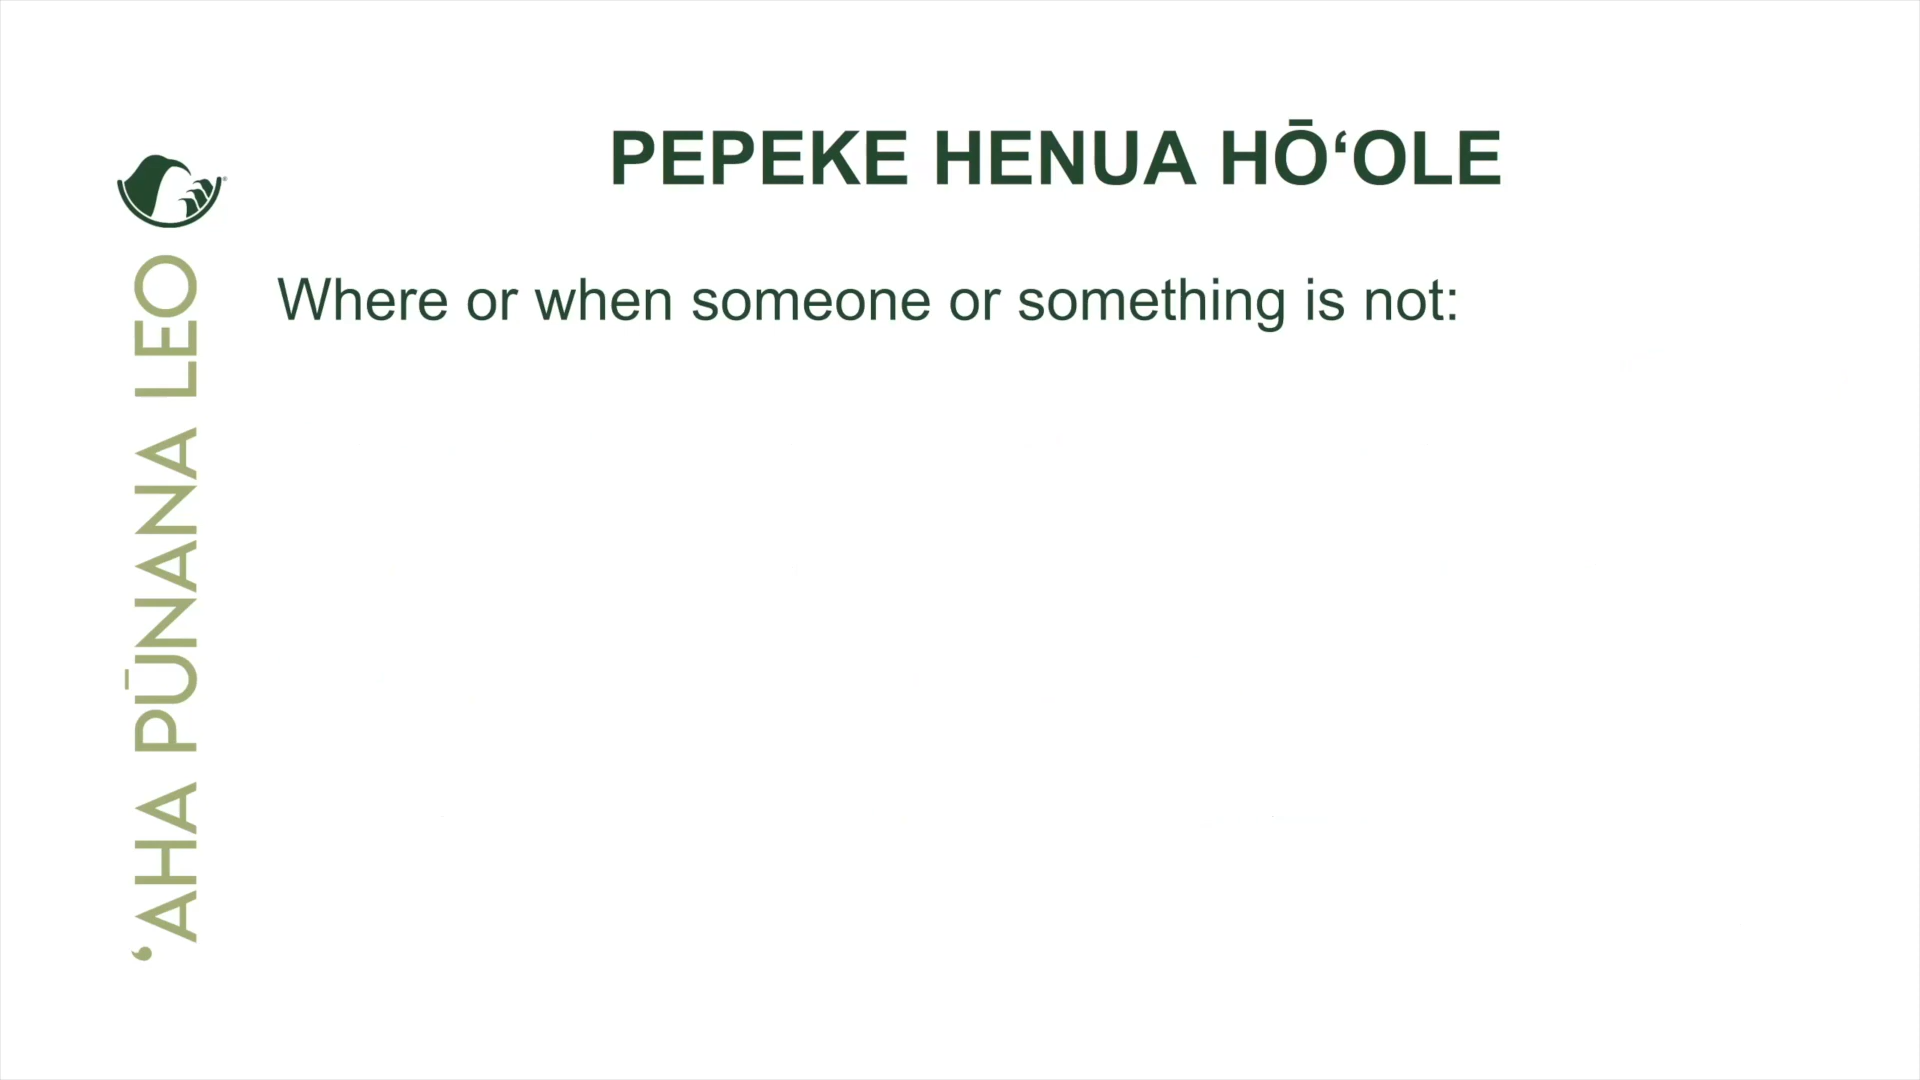 PEPEKE HENUA HŌʻOLE
Where or when someone or something is not:
ʻAHA PŪNANA LEO